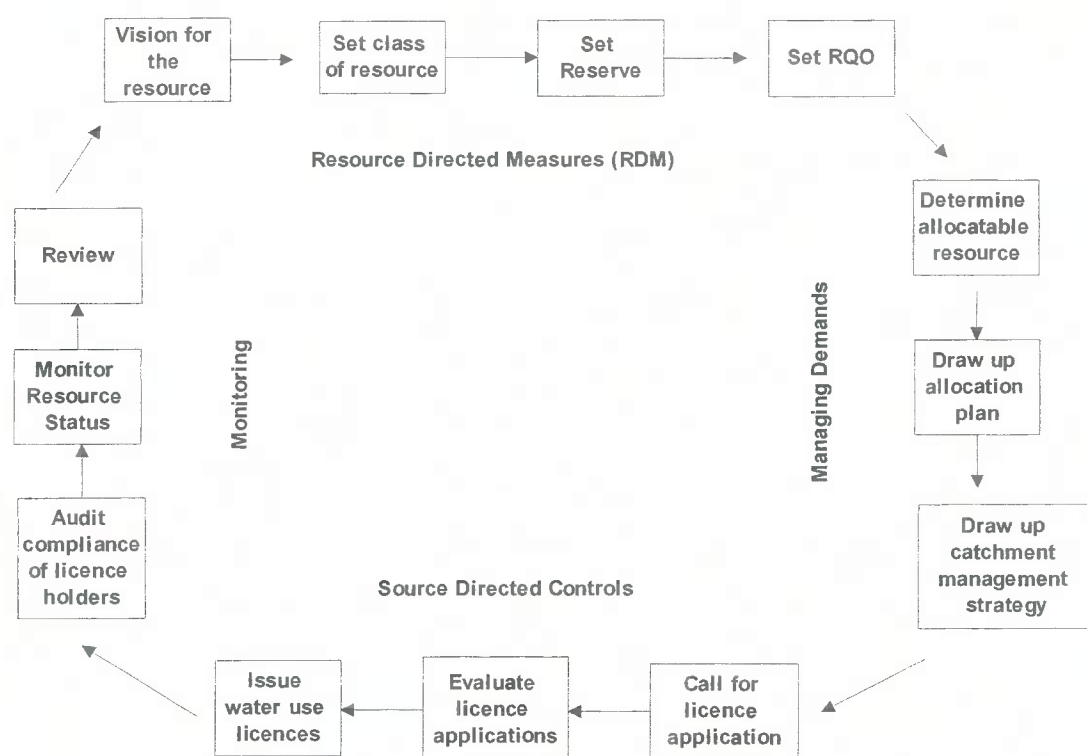 Vision for
the
resource
Set class
of resource
Set
Reserve
Set RQO
Resource Directed Measures (RDM)
Determine
allocatable
resource
Managing Demands
Draw up
allocation
plan
Draw up
catchment
management
strategy
Source Directed Controls
Call for
licence
application
Evaluate
licence
applications
Issue
water use
licences
Audit
compliance
of licence
holders
Monitor
Resource
Status
Monitoring
Review